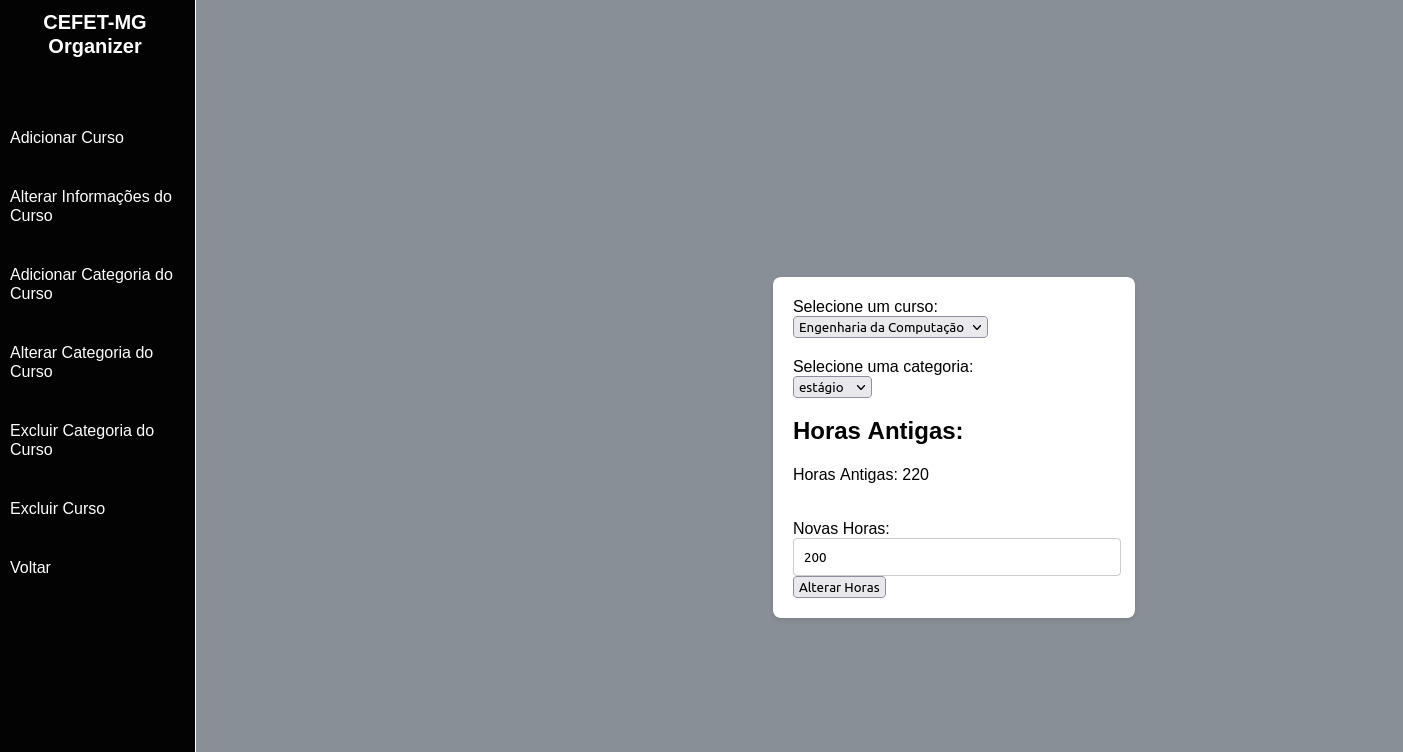 CEFET-MG
Organizer
Adicionar Curso
Alterar Informações do
Curso
Adicionar Categoria do
Curso
Alterar Categoria do
Curso
Excluir Categoria do
Curso
Excluir Curso
Voltar
Selecione um curso:
Engenharia da Computação
Selecione uma categoria:
estágio
Horas Antigas:
Horas Antigas: 220
Novas Horas:
200
Alterar Horas